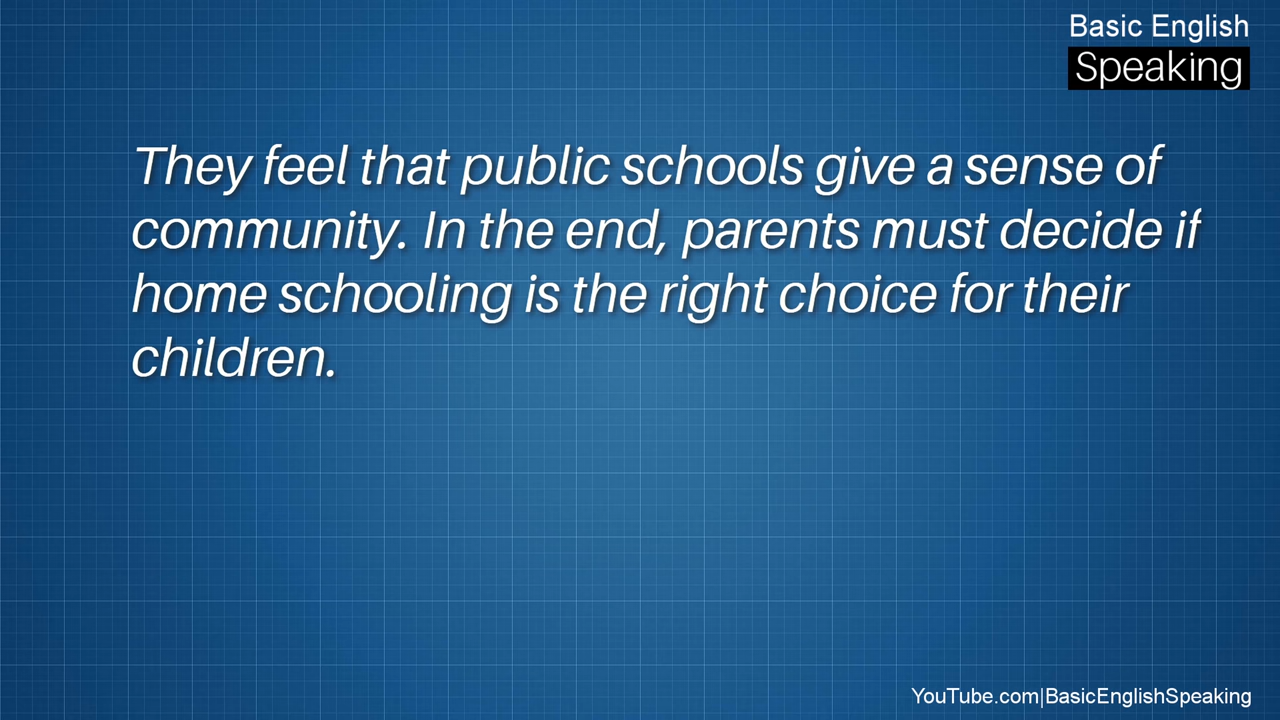 Basic English
Speaking
They feel that public schools give a sense of
community. In the end, parents must decide if
home schooling is the right choice for their
children.
YouTube.com|BasicEnglishSpeaking